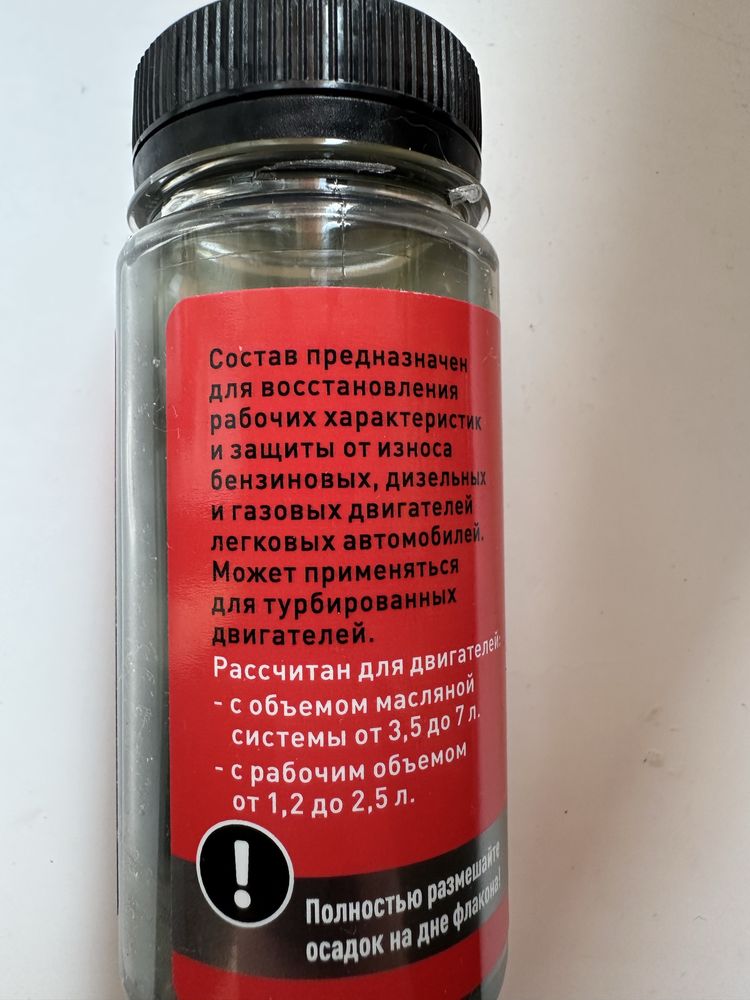 Состав предназначен
для восстановления
рабочих характеристик
и защиты от износа
бензиновых, дизельных
и газовых двигателей
легковых автомобилей.
Может применяться
для турбированных
двигателей.
Рассчитан для двигателей:
- с объемом масляной
системы от 3,5 до 7 л.
- с рабочим объемом
от 1,2 до 2,5 л.
!
Полностью размешайте
осадок на дне флакона!